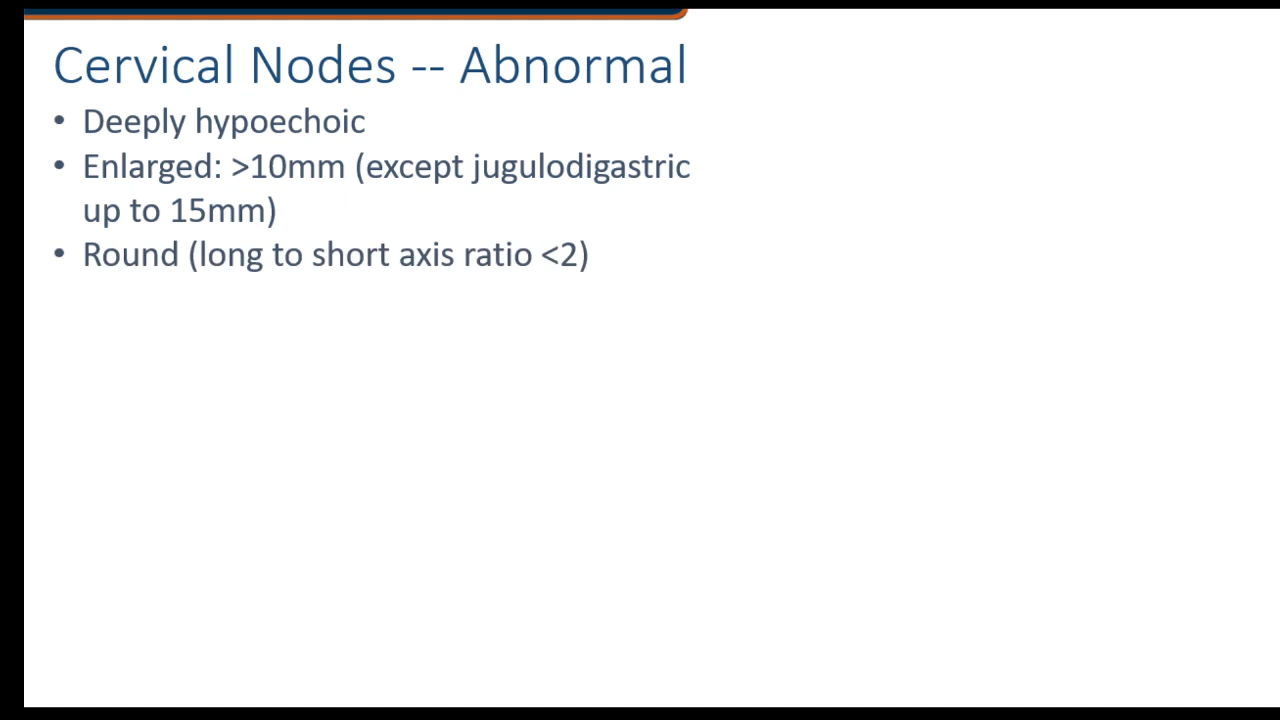 Cervical Nodes -- Abnormal
• Deeply hypoechoic
• Enlarged: >10mm (except jugulodigastric
up to 15mm)
• Round (long to short axis ratio <2)